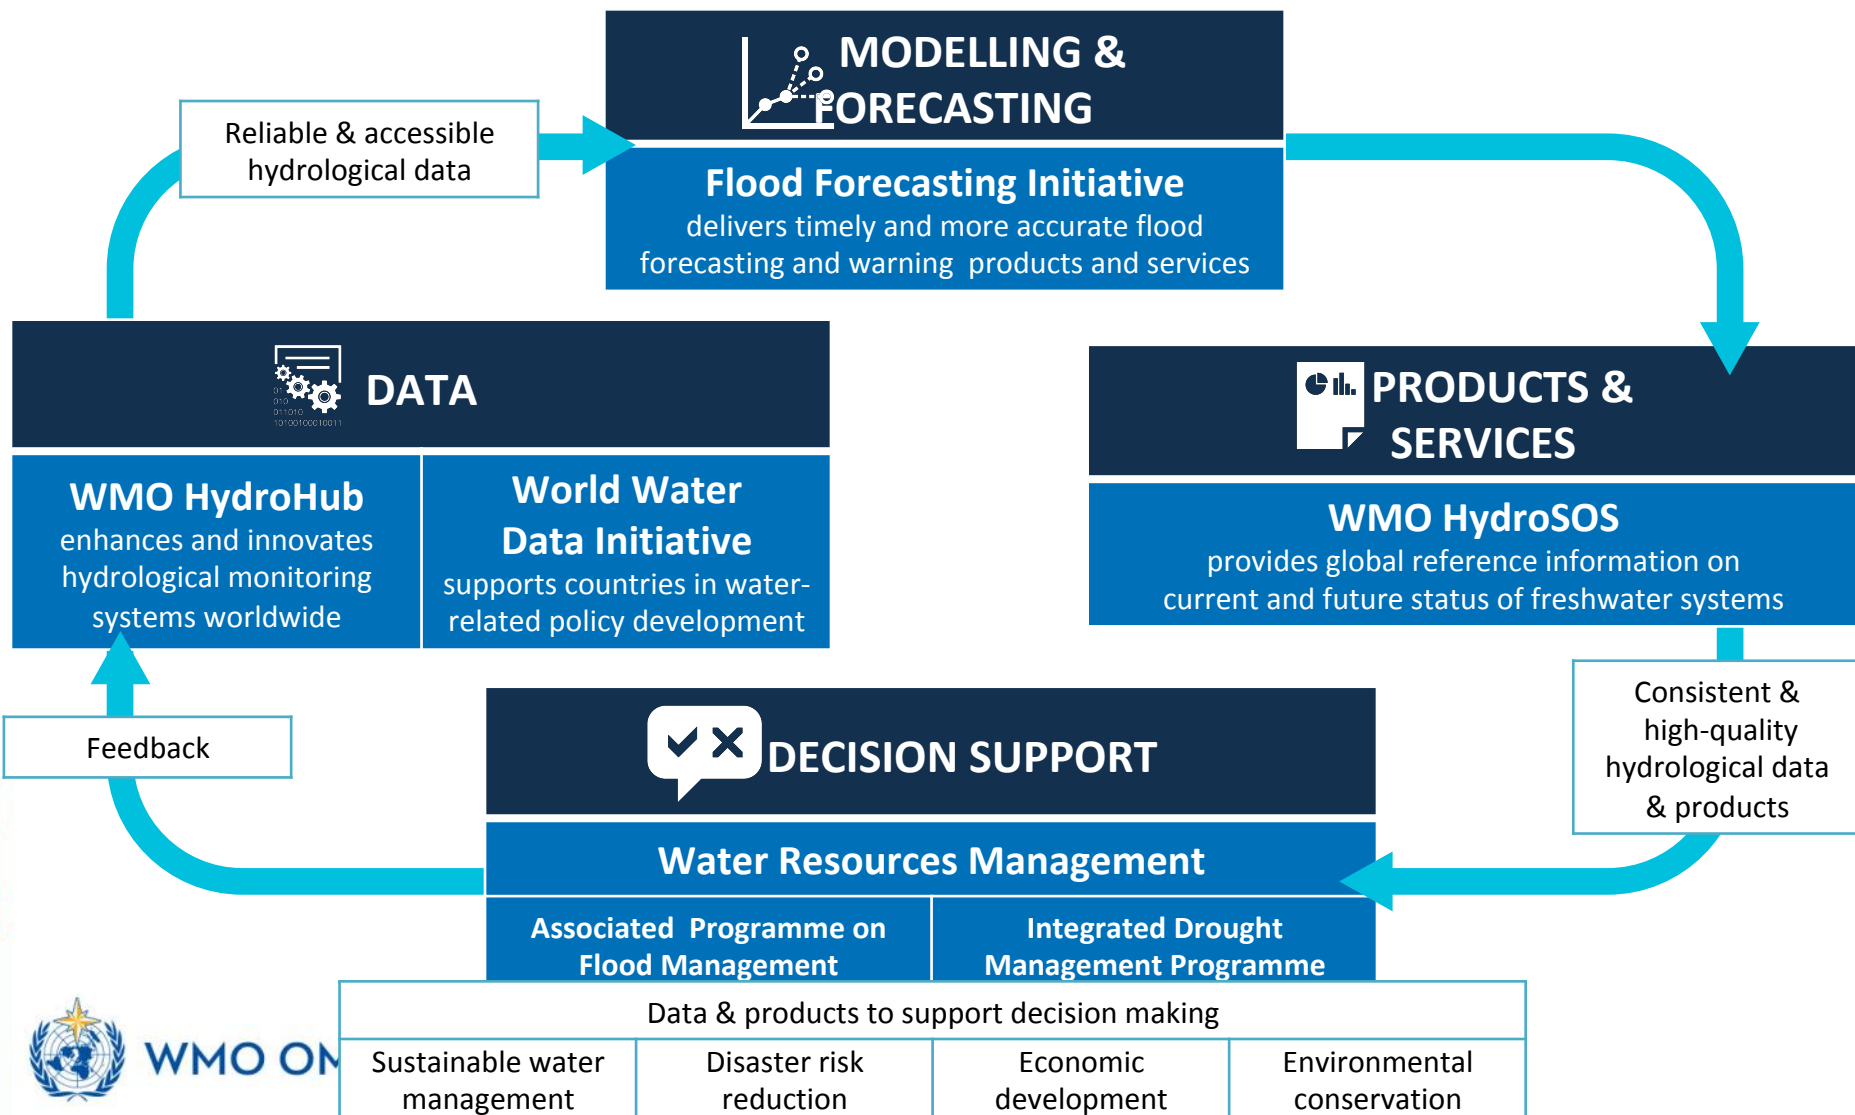 MODELLING &
FORECASTING
Flood Forecasting Initiative
delivers timely and more accurate flood
forecasting and warning products and services
Reliable & accessible
hydrological data
DATA
WMO HydroHub
enhances and innovates
hydrological monitoring
systems worldwide
World Water
Data Initiative
supports countries in water-
related policy development
PRODUCTS &
SERVICES
WMO HydroSOS
provides global reference information on
current and future status of freshwater systems
Consistent &
high-quality
hydrological data
& products
Feedback
DECISION SUPPORT
Water Resources Management
Associated Programme on
Flood Management
Integrated Drought
Management Programme
Data & products to support decision making
Sustainable water
management
Disaster risk
reduction
Economic
development
Environmental
conservation
WMO OM